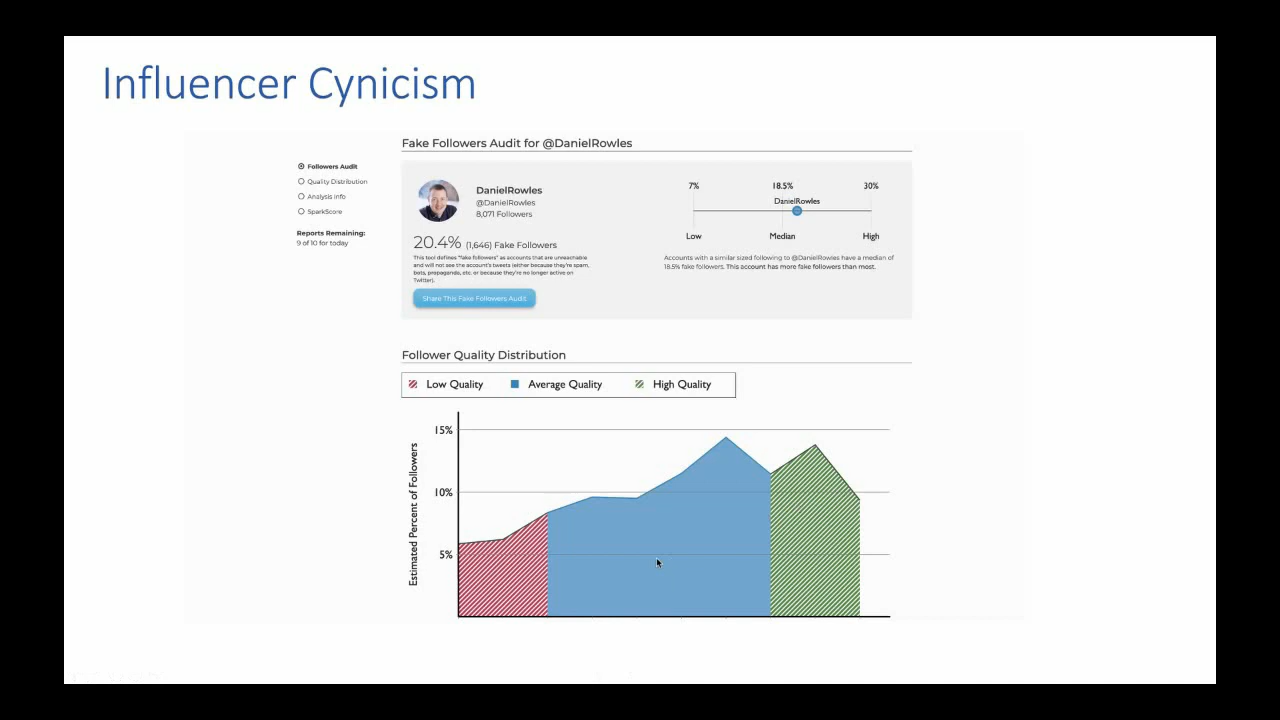 Influencer Cynicism
Fake Followers Audit for @DanielRowles
Followers Audit
Quality Distribution
Analysis Info
SparkScore
Reports Remaining:
9 of 10 for today
DanielRowles
@DanielRowles
8,071 Followers
20.4% (1,646) Fake Followers
This tool defines "fake followers" as accounts that are unreachable
and will not see the account's tweets (either because they're spam,
bots, propaganda, etc. or because they're no longer active on
Twitter).
Share This Fake Followers Audit
7% 18.5% 30%
DanielRowles
Low Median High
Accounts with a similar sized following to @DanielRowles have a median of
18.5% fake followers. This account has more fake followers than most.
Follower Quality Distribution
Low Quality Average Quality High Quality
Estimated Percent of Followers
15%
10%
5%